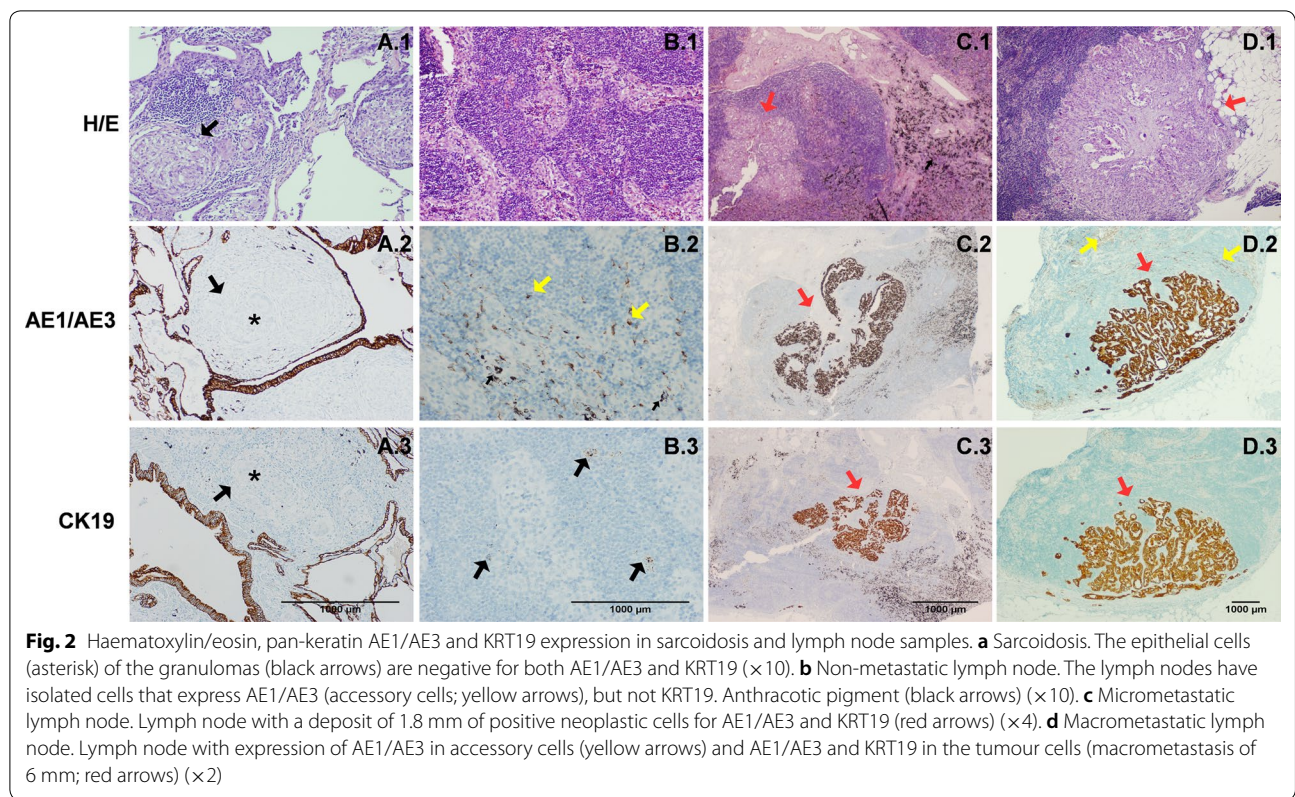 A.1 B.1 C.1 D.1
H/E
A.2 B.2 C.2 D.2
AE1/AE3
A.3 B.3 C.3 D.3
CK19
1000 µm 1000 µm 1000 µm 1000 µm
Fig. 2 Haematoxylin/eosin, pan-keratin AE1/AE3 and KRT19 expression in sarcoidosis and lymph node samples. a Sarcoidosis. The epithelial cells
(asterisk) of the granulomas (black arrows) are negative for both AE1/AE3 and KRT19 (×10). b Non-metastatic lymph node. The lymph nodes have
isolated cells that express AE1/AE3 (accessory cells; yellow arrows), but not KRT19. Anthracotic pigment (black arrows) (×10). c Micrometastatic
lymph node. Lymph node with a deposit of 1.8 mm of positive neoplastic cells for AE1/AE3 and KRT19 (red arrows) (×4). d Macrometastatic lymph
node. Lymph node with expression of AE1/AE3 in accessory cells (yellow arrows) and AE1/AE3 and KRT19 in the tumour cells (macrometastasis of
6 mm; red arrows) (×2)